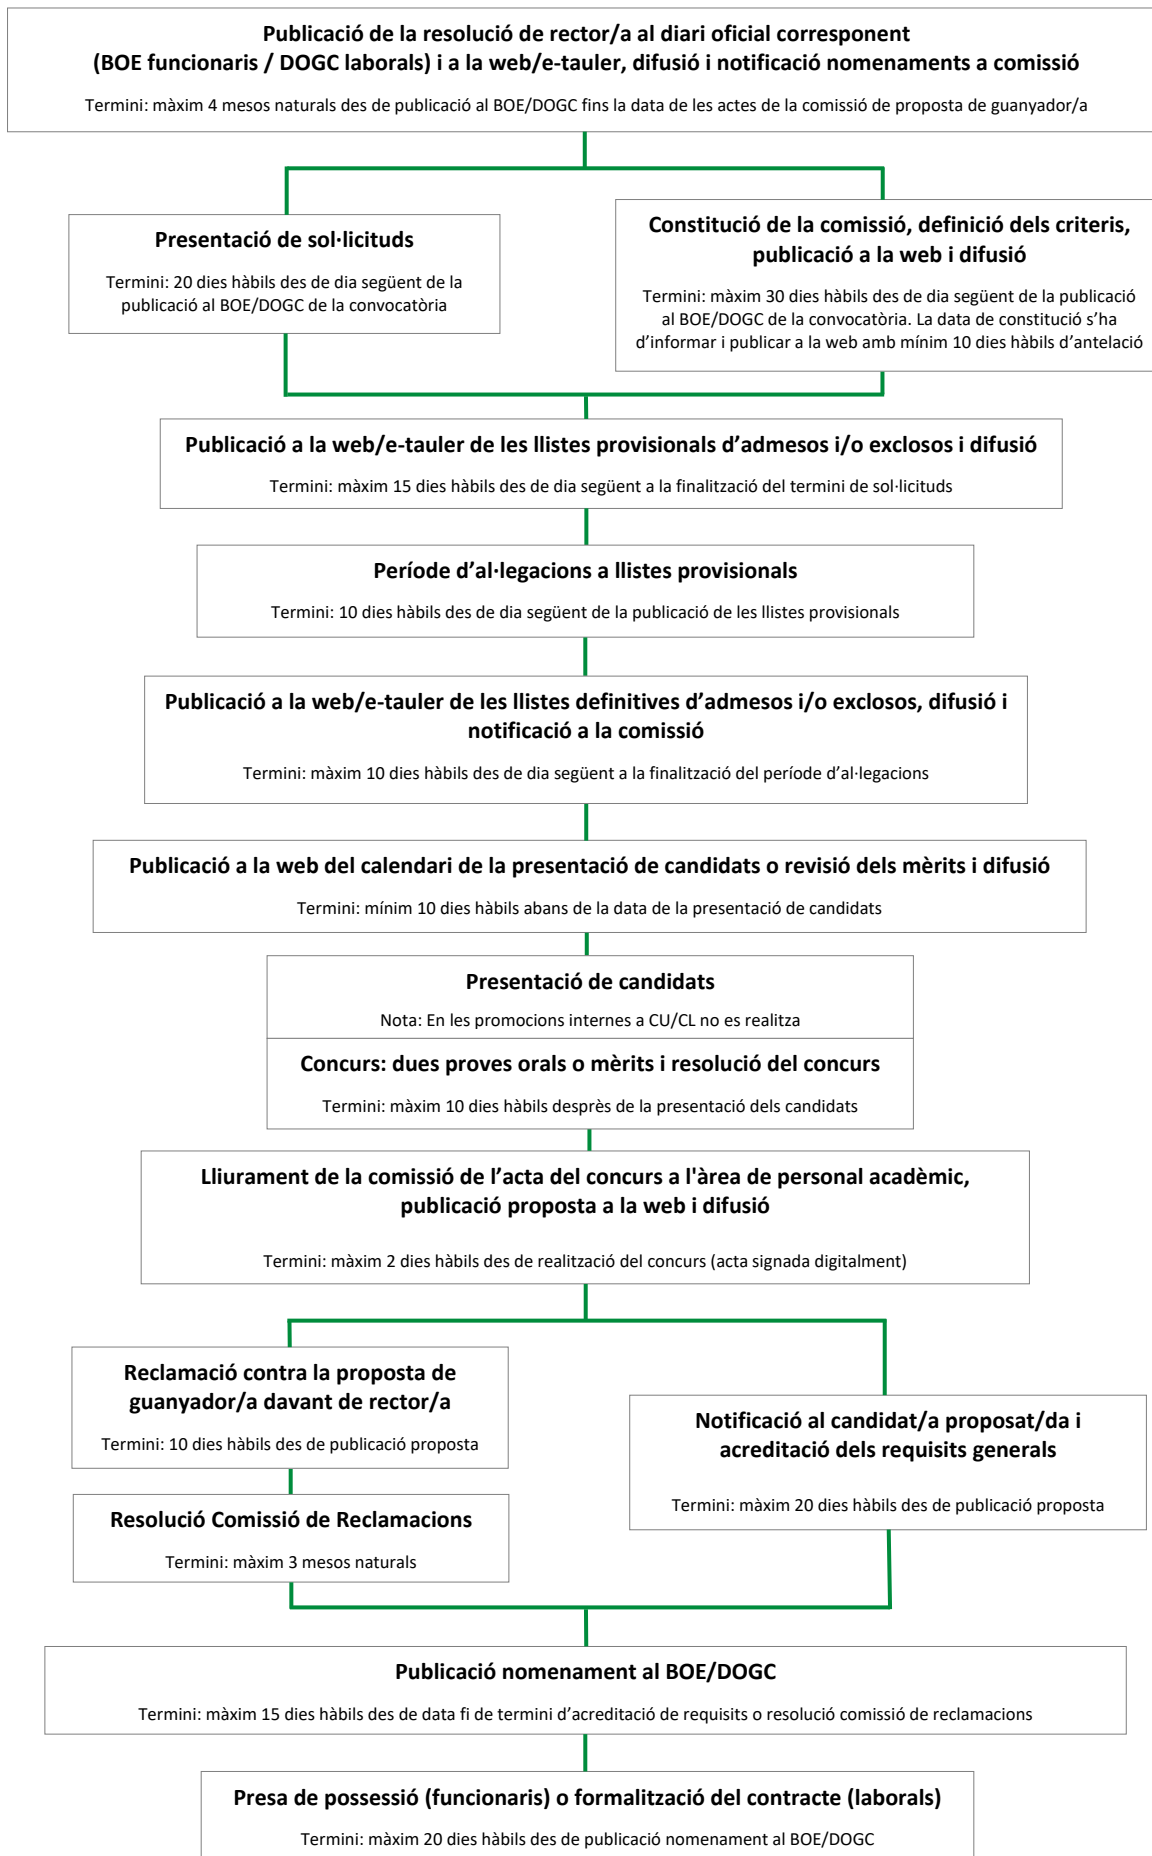 Publicació de la resolució de rector/a al diari oficial corresponent
(BOE funcionaris / DOGC laborals) i a la web/e-tauler, difusió i notificació nomenaments a comissió
Termini: màxim 4 mesos naturals des de publicació al BOE/DOGC fins la data de les actes de la comissió de proposta de guanyador/a
Presentació de sol·licituds
Termini: 20 dies hàbils des de dia següent de la
publicació al BOE/DOGC de la convocatòria
Constitució de la comissió, definició dels criteris,
publicació a la web i difusió
Termini: màxim 30 dies hàbils des de dia següent de la publicació
al BOE/DOGC de la convocatòria. La data de constitució s’ha
d’informar i publicar a la web amb mínim 10 dies hàbils d’antelació
Publicació a la web/e-tauler de les llistes provisionals d’admesos i/o exclosos i difusió
Termini: màxim 15 dies hàbils des de dia següent a la finalització del termini de sol·licituds
Període d’al·legacions a llistes provisionals
Termini: 10 dies hàbils des de dia següent de la publicació de les llistes provisionals
Publicació a la web/e-tauler de les llistes definitives d’admesos i/o exclosos, difusió i
notificació a la comissió
Termini: màxim 10 dies hàbils des de dia següent a la finalització del període d’al·legacions
Publicació a la web del calendari de la presentació de candidats o revisió dels mèrits i difusió
Termini: mínim 10 dies hàbils abans de la data de la presentació de candidats
Presentació de candidats
Nota: En les promocions internes a CU/CL no es realitza
Concurs: dues proves orals o mèrits i resolució del concurs
Termini: màxim 10 dies hàbils desprès de la presentació dels candidats
Lliurament de la comissió de l’acta del concurs a l'àrea de personal acadèmic,
publicació proposta a la web i difusió
Termini: màxim 2 dies hàbils des de realització del concurs (acta signada digitalment)
Reclamació contra la proposta de
guanyador/a davant de rector/a
Termini: 10 dies hàbils des de publicació proposta
Notificació al candidat/a proposat/da i
acreditació dels requisits generals
Termini: màxim 20 dies hàbils des de publicació proposta
Resolució Comissió de Reclamacions
Termini: màxim 3 mesos naturals
Publicació nomenament al BOE/DOGC
Termini: màxim 15 dies hàbils des de data fi de termini d’acreditació de requisits o resolució comissió de reclamacions
Presa de possessió (funcionaris) o formalització del contracte (laborals)
Termini: màxim 20 dies hàbils des de publicació nomenament al BOE/DOGC